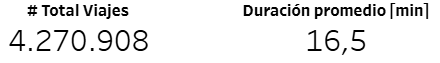 # Total Viajes Duración promedio [min]
4.270.908 16,5